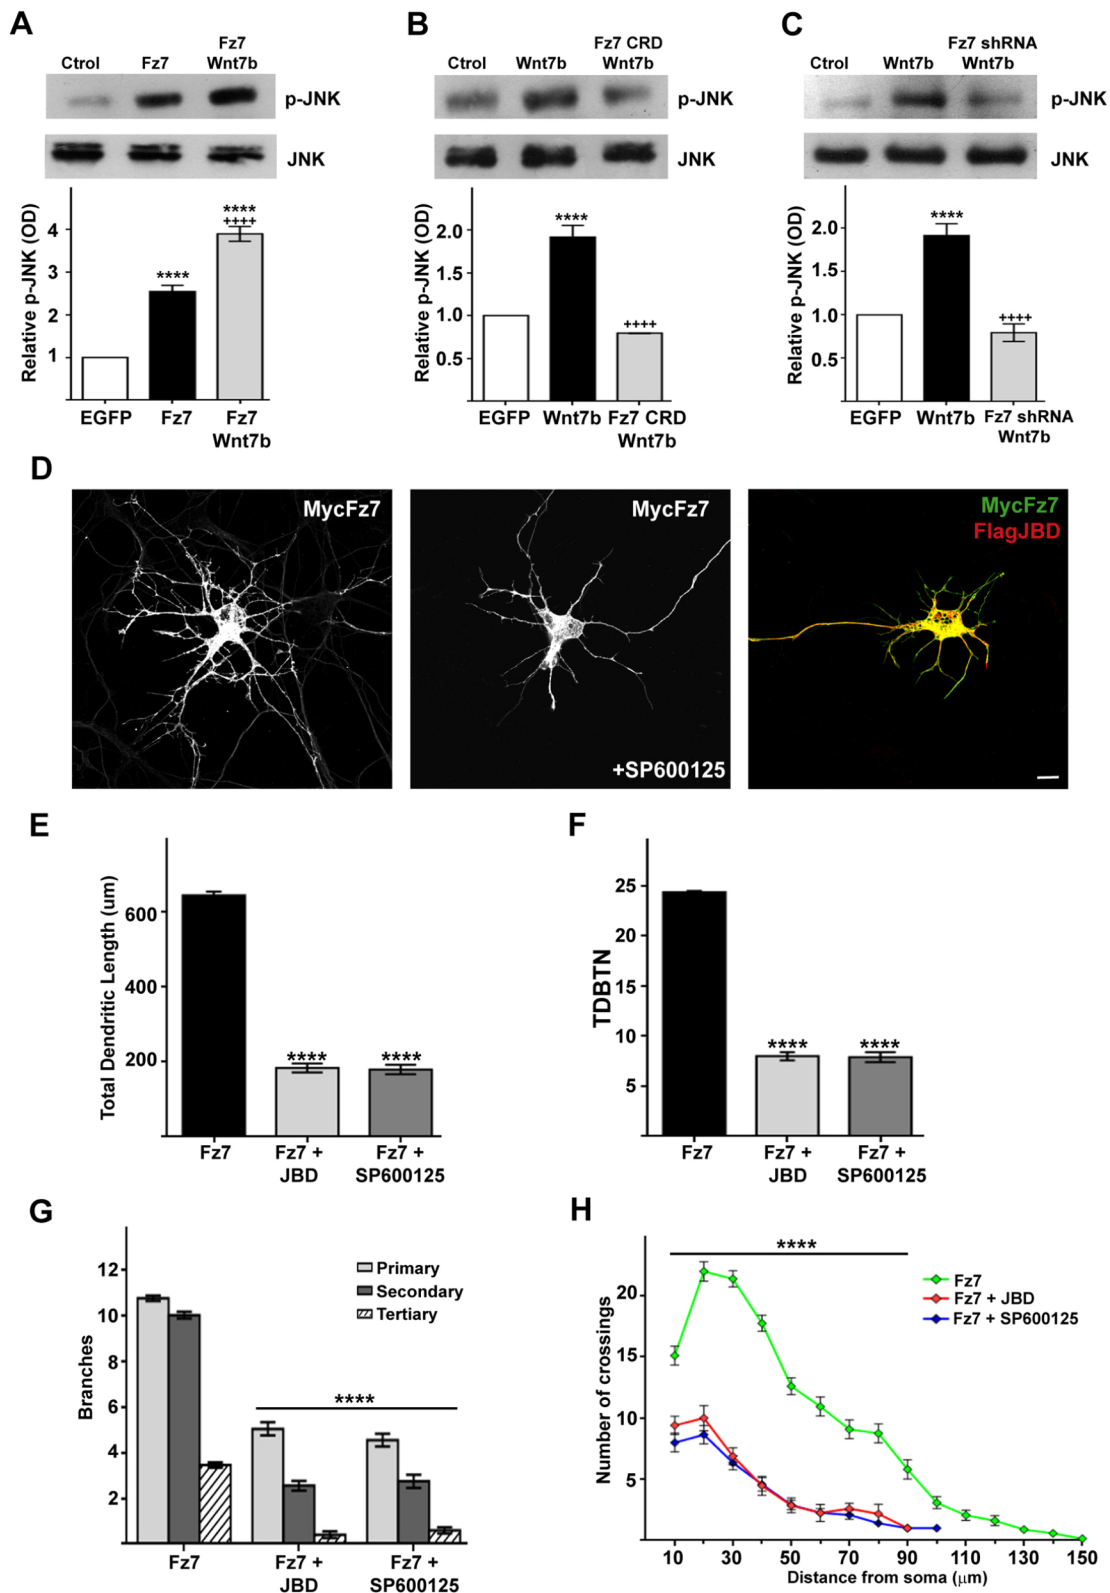 A
Ctrol Fz7 Fz7 Wnt7b
p-JNK
JNK
Relative p-JNK (OD)
4
3
2
1
****
****
++++
EGFP Fz7 Fz7
Wnt7b
B
Ctrol Wnt7b Fz7 CRD Wnt7b
p-JNK
JNK
Relative p-JNK (OD)
2.0
1.5
1.0
0.5
****
++++
EGFP Wnt7b Fz7 CRD
Wnt7b
C
Ctrol Wnt7b Fz7 shRNA Wnt7b
p-JNK
JNK
Relative p-JNK (OD)
2.0
1.5
1.0
0.5
****
++++
EGFP Wnt7b Fz7 shRNA
Wnt7b
D
MycFz7
MycFz7
+SP600125
MycFz7
FlagJBD
E
Total Dendritic Length (um)
600
400
200
**** ****
Fz7 Fz7 + Fz7 +
JBD SP600125
F
TDBTN
25
20
15
10
5
**** ****
Fz7 Fz7 + Fz7 +
JBD SP600125
G
Branches
12
10
8
6
4
2
Primary
Secondary
Tertiary
****
Fz7 Fz7 + Fz7 +
JBD SP600125
H
Number of crossings
20
15
10
5
****
Fz7
Fz7 + JBD
Fz7 + SP600125
10 30 50 70 90 110 130 150
Distance from soma (μm)